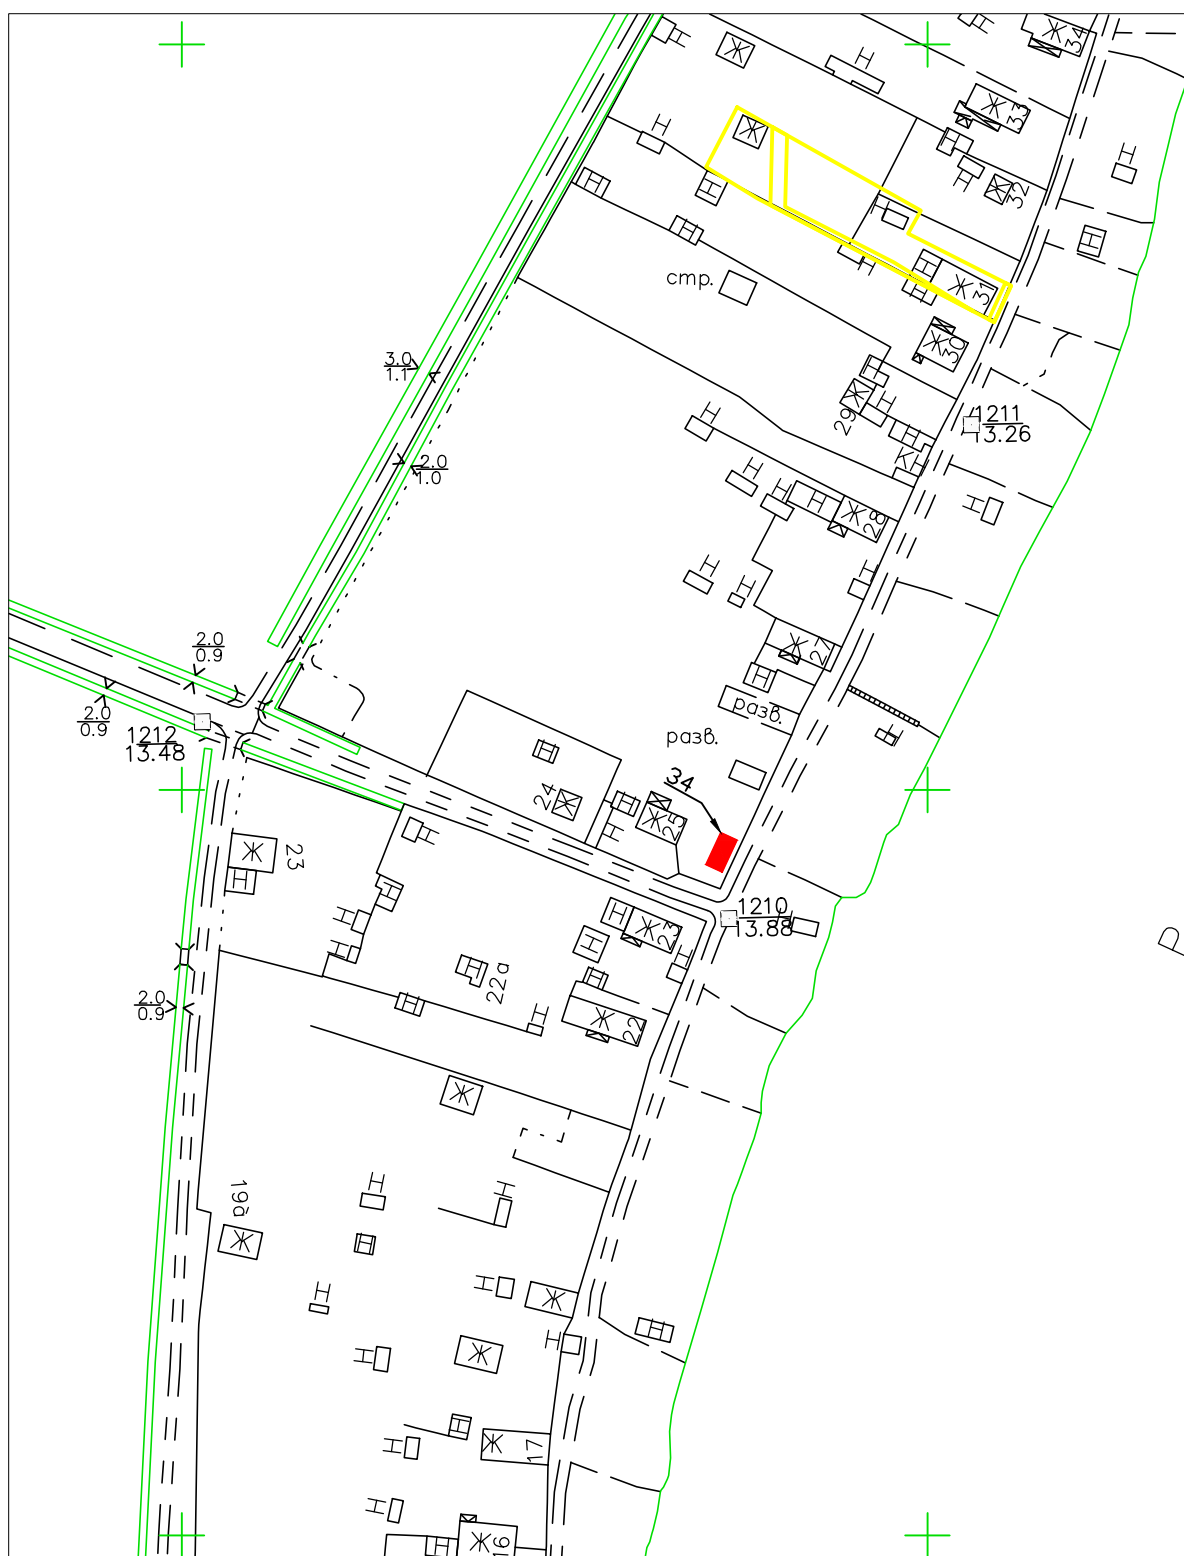 Н
Ж
Н
Н
Ж
34
Ж
33
Н
Ж
Н
Н
Н
Н
Ж
32
Н
Н
Н
Н
Н
Н
стр.
Н
Н
Ж
31
Ж
30
3.0
1.1
Н
Ж
29
Н
Н
1211
13.26
Н
К
Н
2.0
1.0
Н
Н
Н
Ж
28
Н
Н
Н
Н
2.0
0.9
Ж
27
Н
2.0
0.9
разв.
разв.
Н
1212
13.48
Н
34
24
Ж
Н
Н
Ж
25
Н
Ж
23
Н
Н
1210
13.88
Н
Н
Н
Ж
23
Н
Н
Н
Н
Н
22а
Р
2.0
0.9
Н
Н
Ж
22
Ж
Н
Н
19а
Ж
Н
Н
Н
Ж
Н
Н
Н
Ж
Н
Н
Ж
17
Н
Н
Ж
16